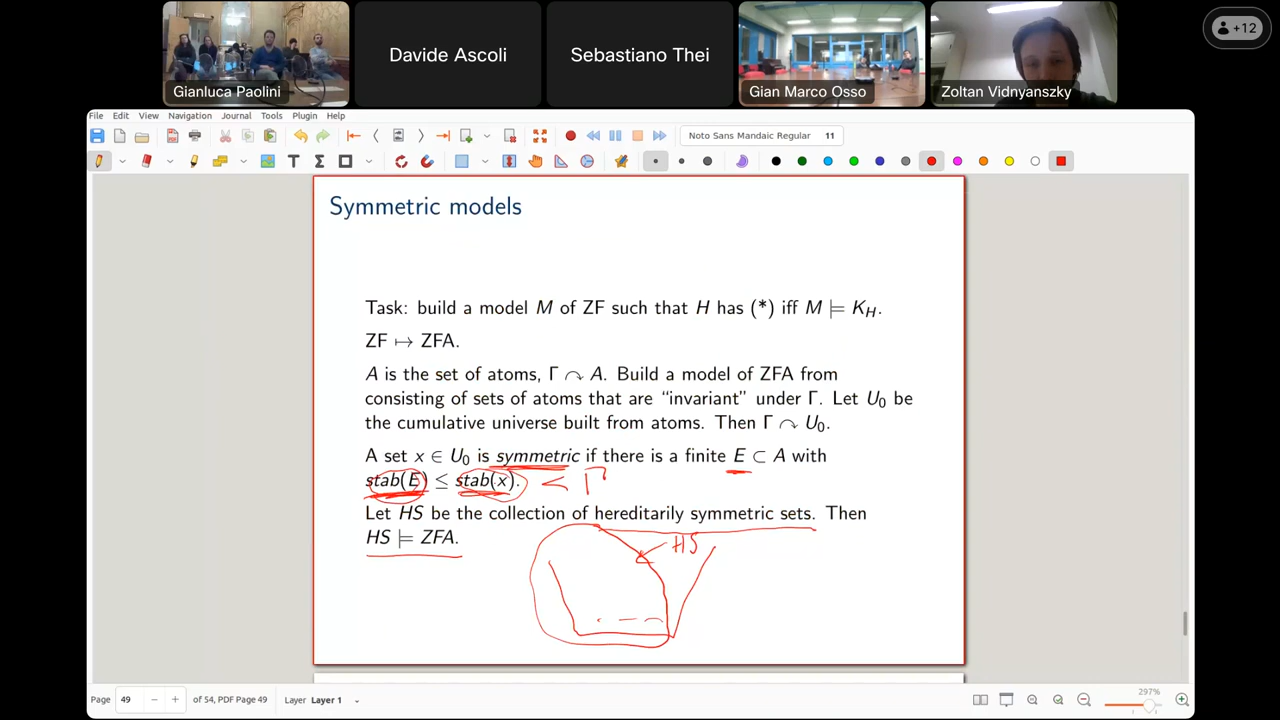 Gianluca Paolini
Davide Ascoli
Sebastiano Thei
Gian Marco Osso
Zoltan Vidnyanszky
+12
File Edit View Navigation Journal Tools Plugin Help
Noto Sans Mandaic Regular 11
Symmetric models
Task: build a model M of ZF such that H has (*) iff M ⊨ K_H.
ZF ↦ ZFA.
A is the set of atoms, Γ ↷ A. Build a model of ZFA from
consisting of sets of atoms that are “invariant” under Γ. Let U₀ be
the cumulative universe built from atoms. Then Γ ↷ U₀.
A set x ∈ U₀ is symmetric if there is a finite E ⊂ A with
stab(E) ≤ stab(x). < Γ
Let HS be the collection of hereditarily symmetric sets. Then
HS ⊨ ZFA.
HS
Page 49 of 54, PDF Page 49 Layer Layer 1 297%